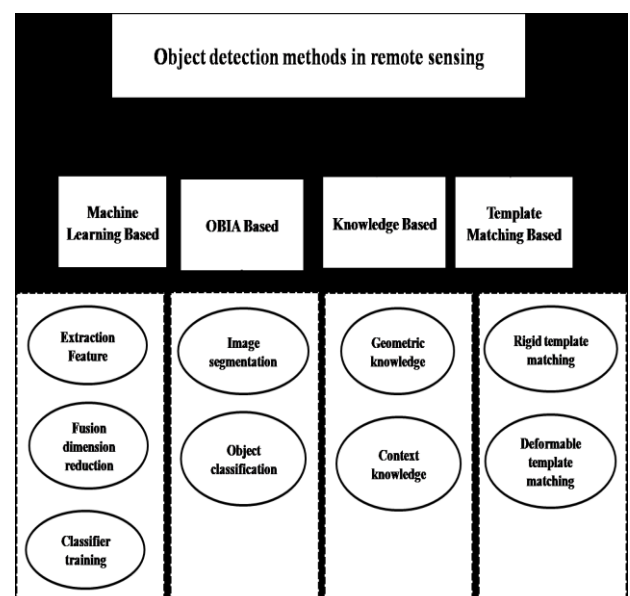 Object detection methods in remote sensing
Machine
Learning Based
OBIA Based
Knowledge Based
Template
Matching Based
Extraction
Feature
Fusion
dimension
reduction
Classifier
training
Image
segmentation
Object
classification
Geometric
knowledge
Context
knowledge
Rigid template
matching
Deformable
template
matching